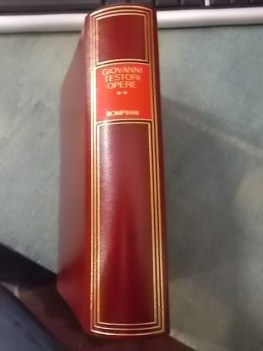 GIOVANNI
TESTORI
OPERE
**
BOMPIANI